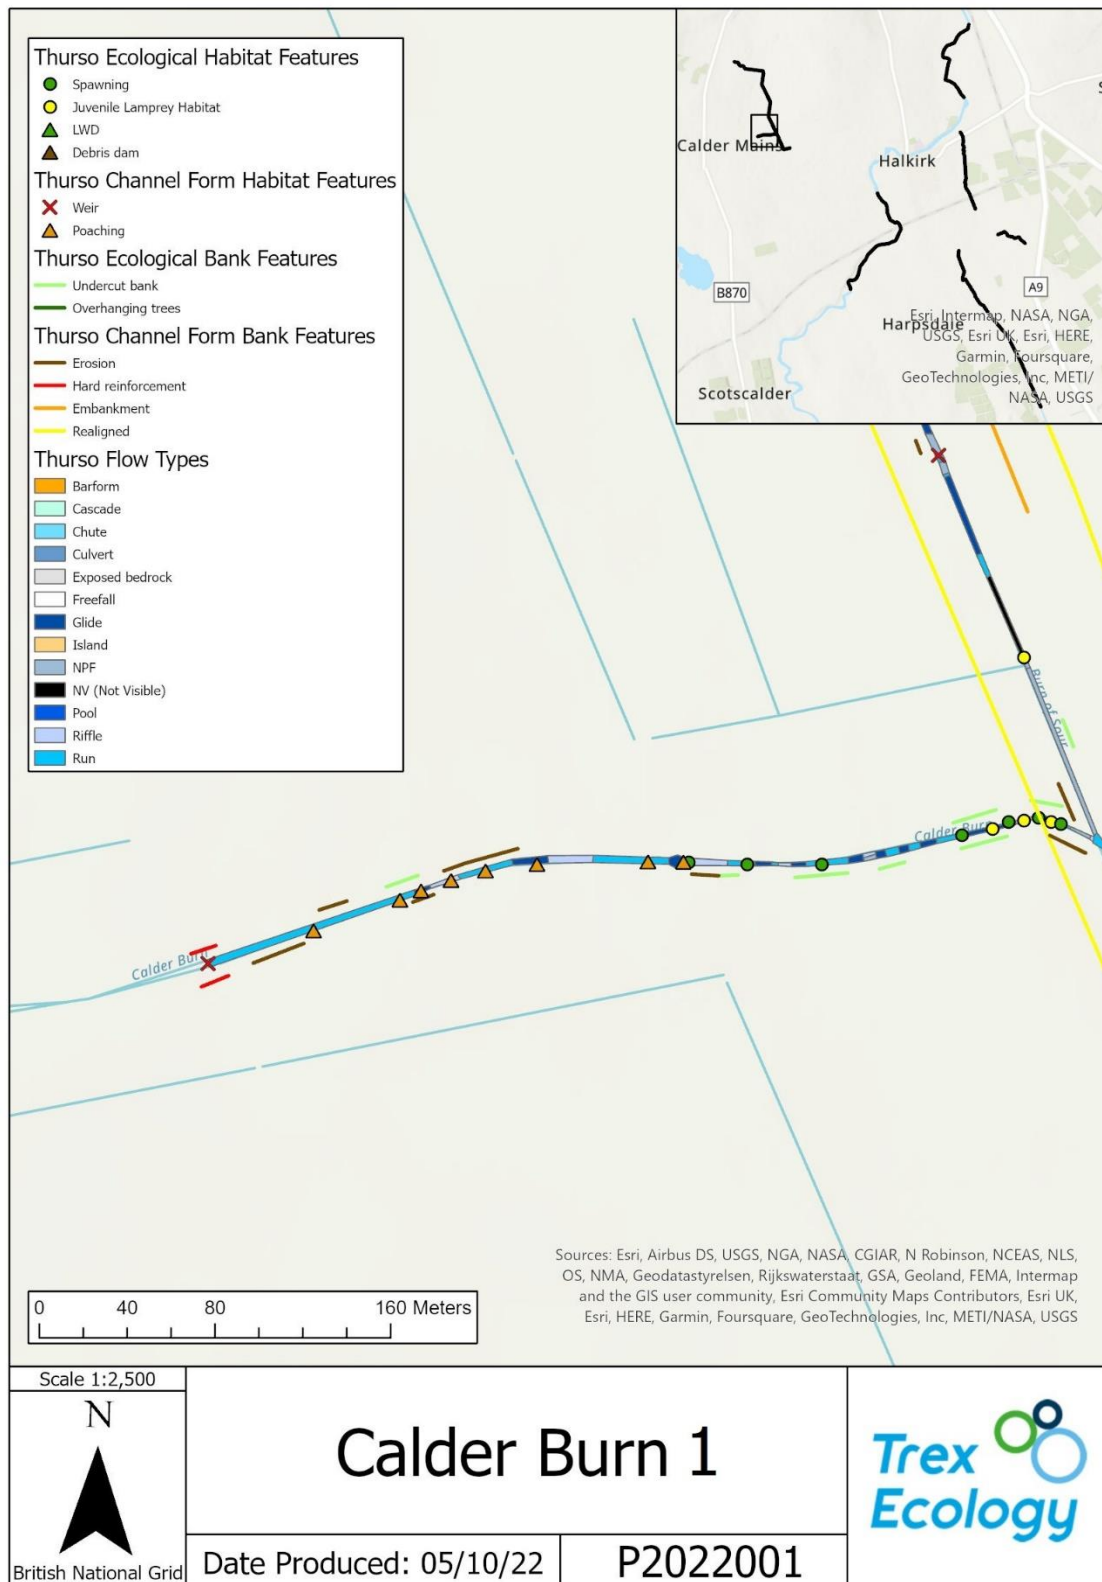 Thurso Ecological Habitat Features
Spawning
Juvenile Lamprey Habitat
LWD
Debris dam
Thurso Channel Form Habitat Features
Weir
Poaching
Thurso Ecological Bank Features
Undercut bank
Overhanging trees
Thurso Channel Form Bank Features
Erosion
Hard reinforcement
Embankment
Realigned
Thurso Flow Types
Barform
Cascade
Chute
Culvert
Exposed bedrock
Freefall
Glide
Island
NPF
NV (Not Visible)
Pool
Riffle
Run
Calder Mains
Halkirk
B870
A9
Harpsdale
Scotscalder
Esri, Intermap, NASA, NGA,
USGS, Esri UK, Esri, HERE,
Garmin, Foursquare,
GeoTechnologies, Inc, METI/
NASA, USGS
Burn of Sour
Calder Burn
Calder Burn
Sources: Esri, Airbus DS, USGS, NGA, NASA, CGIAR, N Robinson, NCEAS, NLS,
OS, NMA, Geodatastyrelsen, Rijkswaterstaat, GSA, Geoland, FEMA, Intermap
and the GIS user community, Esri Community Maps Contributors, Esri UK,
Esri, HERE, Garmin, Foursquare, GeoTechnologies, Inc, METI/NASA, USGS
0 40 80 160 Meters
Scale 1:2,500
N
British National Grid
Calder Burn 1
Date Produced: 05/10/22
P2022001
Trex
Ecology